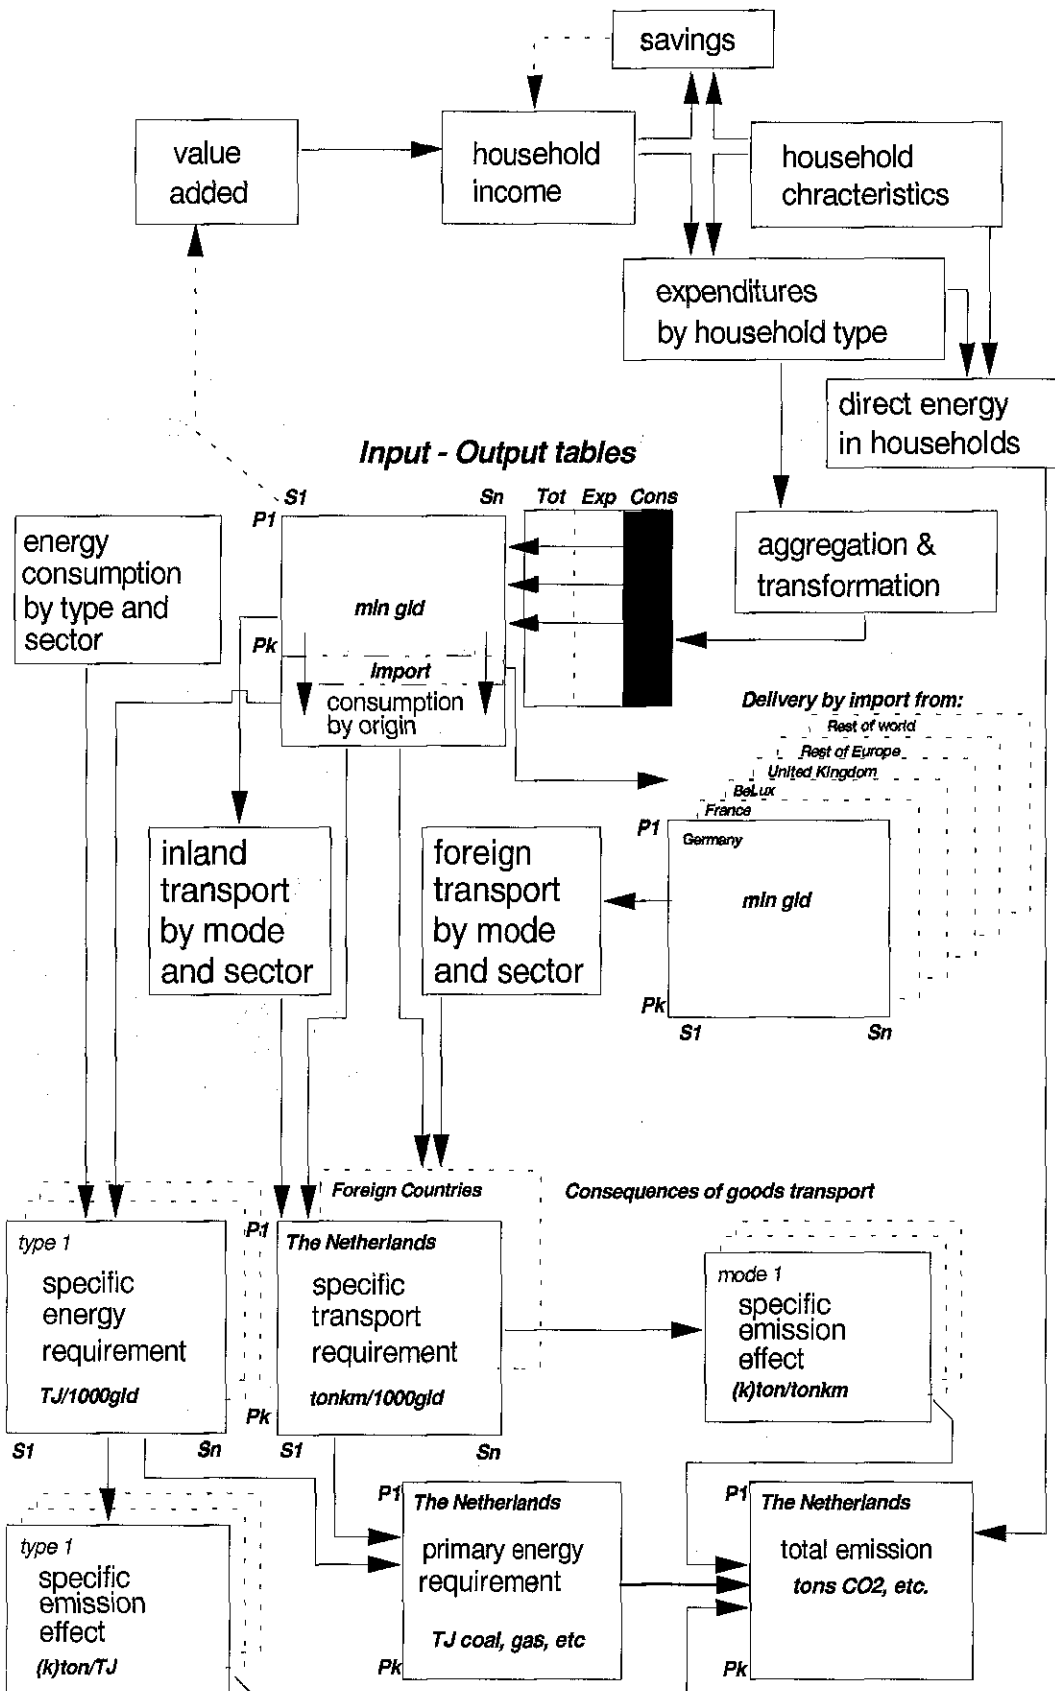 savings
value
added
household
income
household
chracteristics
expenditures
by household type
direct energy
in households
Input - Output tables
S1
Sn
Tot
Exp
Cons
P1
energy
consumption
by type and
sector
mln gld
aggregation &
transformation
Pk
Import
consumption
by origin
Delivery by import from:
Rest of world
Rest of Europe
United Kingdom
BeLux
France
Germany
P1
mln gld
Pk
S1
Sn
inland
transport
by mode
and sector
foreign
transport
by mode
and sector
Foreign Countries
Consequences of goods transport
type 1
specific
energy
requirement
TJ/1000gld
S1
Sn
P1
The Netherlands
specific
transport
requirement
tonkm/1000gld
Pk
S1
Sn
mode 1
specific
emission
effect
(k)ton/tonkm
type 1
specific
emission
effect
(k)ton/TJ
P1
The Netherlands
primary energy
requirement
TJ coal, gas, etc
Pk
P1
The Netherlands
total emission
tons CO2, etc.
Pk